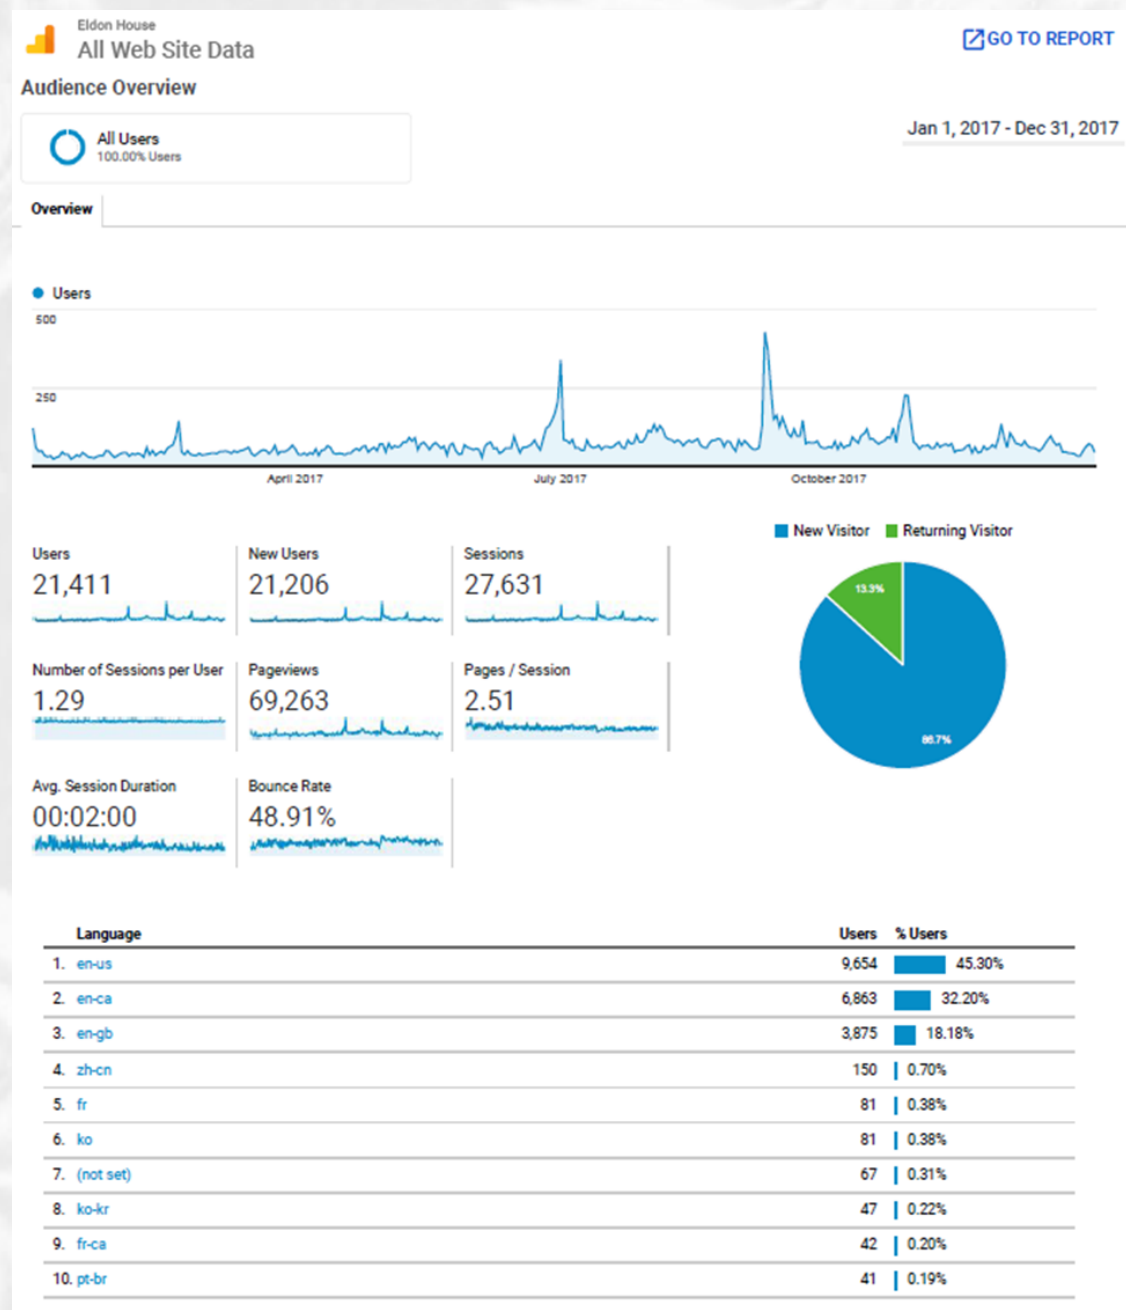 Eldon House
All Web Site Data
GO TO REPORT
Audience Overview
All Users
100.00% Users
Jan 1, 2017 - Dec 31, 2017
Overview
Users
500
250
April 2017
July 2017
October 2017
New Visitor
Returning Visitor
13.3%
86.7%
Users
21,411
New Users
21,206
Sessions
27,631
Number of Sessions per User
1.29
Pageviews
69,263
Pages / Session
2.51
Avg. Session Duration
00:02:00
Bounce Rate
48.91%
Language Users % Users
1. en-us 9,654 45.30%
2. en-ca 6,863 32.20%
3. en-gb 3,875 18.18%
4. zh-cn 150 0.70%
5. fr 81 0.38%
6. ko 81 0.38%
7. (not set) 67 0.31%
8. ko-kr 47 0.22%
9. fr-ca 42 0.20%
10. pt-br 41 0.19%